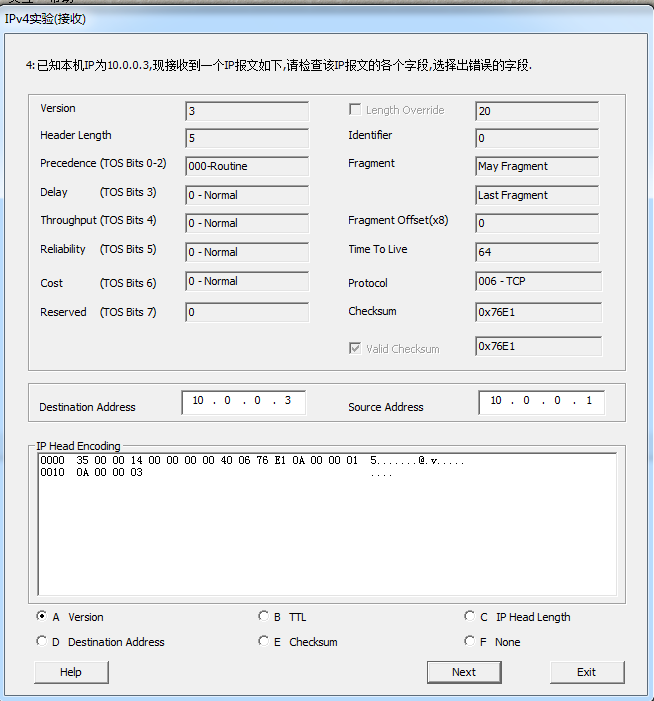 IPv4实验(接收)
4:已知本机IP为10.0.0.3,现接收到一个IP报文如下,请检查该IP报文的各个字段,选择出错误的字段.
Version 3 Length Override 20
Header Length 5 Identifier 0
Precedence (TOS Bits 0-2) 000-Routine Fragment May Fragment
Delay (TOS Bits 3) 0 - Normal Last Fragment
Throughput (TOS Bits 4) 0 - Normal Fragment Offset(x8) 0
Reliability (TOS Bits 5) 0 - Normal Time To Live 64
Cost (TOS Bits 6) 0 - Normal Protocol 006 - TCP
Reserved (TOS Bits 7) 0 Checksum 0x76E1
Valid Checksum 0x76E1
Destination Address 10 . 0 . 0 . 3 Source Address 10 . 0 . 0 . 1
IP Head Encoding
0000 35 00 00 14 00 00 00 00 40 06 76 E1 0A 00 00 01 5.......@.v.....
0010 0A 00 00 03 ....
A Version B TTL C IP Head Length
D Destination Address E Checksum F None
Help Next Exit